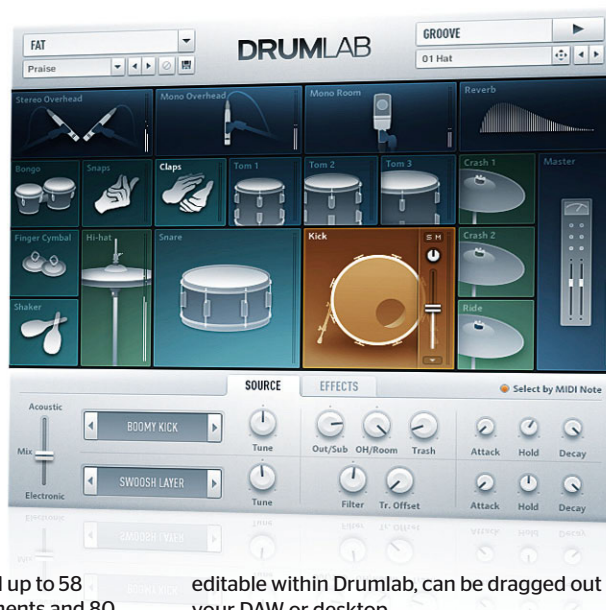 FAT
Praise
DRUMLAB
GROOVE
01 Hat
Stereo Overhead
Mono Overhead
Mono Room
Reverb
Bongo
Snaps
Claps
Tom 1
Tom 2
Tom 3
Crash 1
Master
Finger Cymbal
Hi-hat
Snare
Kick
S M
Crash 2
Shaker
Ride
SOURCE
EFFECTS
Select by MIDI Note
Acoustic
Mix
Electronic
BOOMY KICK
Tune
Out/Sub
OH/Room
Trash
Attack
Hold
Decay
SWOOSH LAYER
Tune
Filter
Tr. Offset
Attack
Hold
Decay
up to 58
editable within Drumlab, can be dragged out
and 80
your DAW or desktop